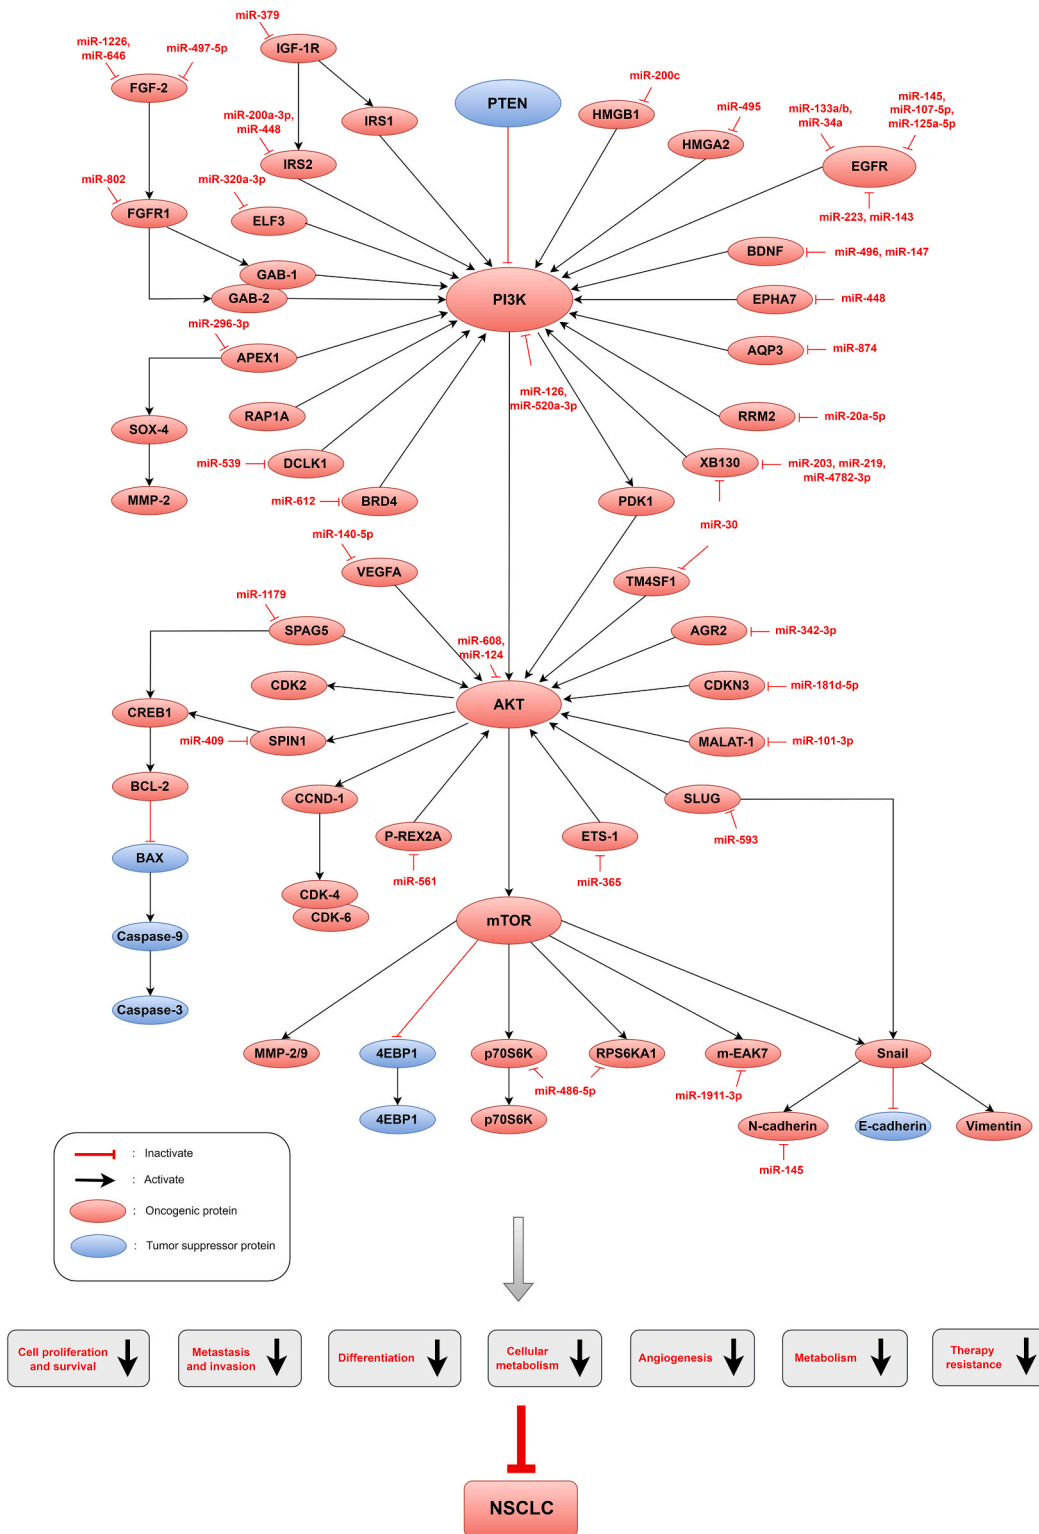 miR-379
miR-1226,
miR-646
miR-497-5p
IGF-1R
FGF-2
PTEN
miR-200c
HMGB1
miR-495
HMGA2
miR-133a/b,
miR-34a
miR-145,
miR-107-5p,
miR-125a-5p
EGFR
miR-223, miR-143
miR-200a-3p,
miR-448
IRS1
IRS2
miR-802
FGFR1
miR-320a-3p
ELF3
GAB-1
GAB-2
PI3K
BDNF
miR-496, miR-147
EPHA7
miR-448
miR-296-3p
APEX1
AQP3
miR-874
miR-126,
miR-520a-3p
RAP1A
RRM2
miR-20a-5p
SOX-4
miR-539
DCLK1
XB130
miR-203, miR-219,
miR-4782-3p
MMP-2
miR-612
BRD4
PDK1
miR-30
miR-140-5p
VEGFA
TM4SF1
miR-1179
SPAG5
miR-608,
miR-124
AGR2
miR-342-3p
CDK2
CDKN3
miR-181d-5p
CREB1
AKT
miR-409
SPIN1
MALAT-1
miR-101-3p
BCL-2
CCND-1
SLUG
P-REX2A
ETS-1
miR-593
BAX
miR-561
miR-365
CDK-4
CDK-6
mTOR
Caspase-9
Caspase-3
MMP-2/9
4EBP1
p70S6K
RPS6KA1
m-EAK7
Snail
miR-486-5p
miR-1911-3p
4EBP1
p70S6K
N-cadherin
E-cadherin
Vimentin
miR-145
: Inactivate
: Activate
: Oncogenic protein
: Tumor suppressor protein
Cell proliferation
and survival
Metastasis
and invasion
Differentiation
Cellular
metabolism
Angiogenesis
Metabolism
Therapy
resistance
NSCLC